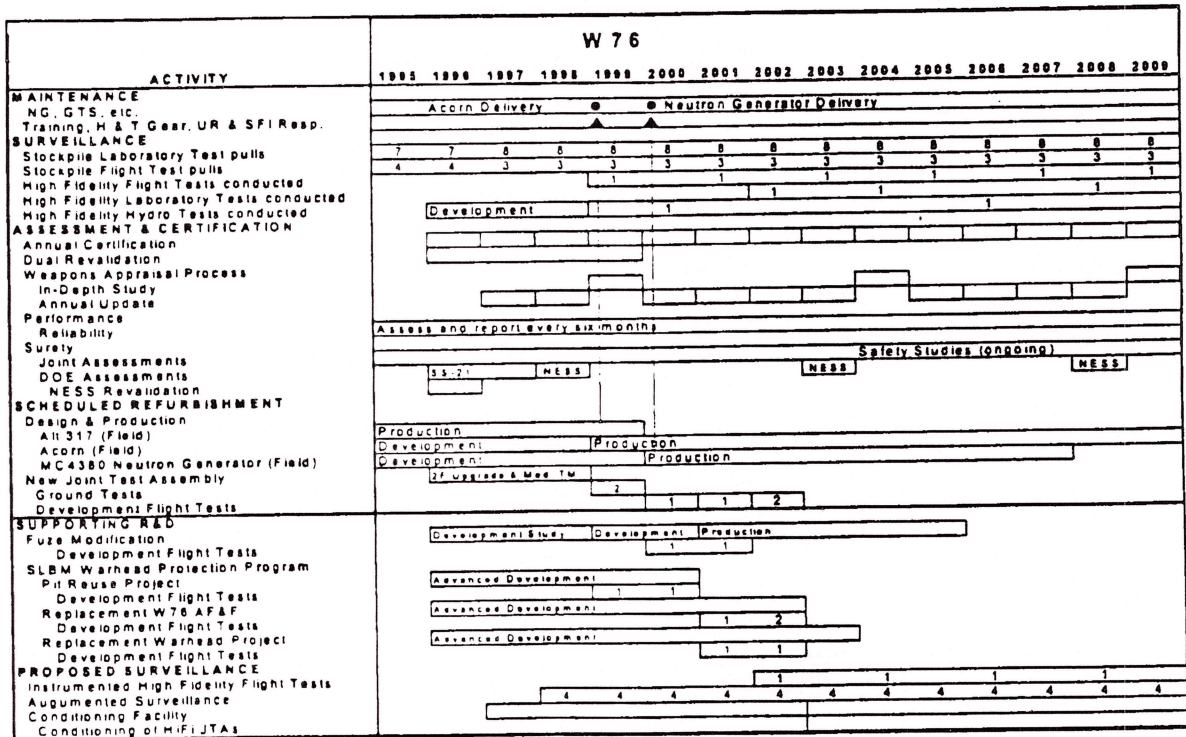 W 7 6
ACTIVITY 1995 1996 1997 1998 1999 2000 2001 2002 2003 2004 2005 2006 2007 2008 2009
MAINTENANCE
NG, GTS, etc. Acorn Delivery Neutron Generator Delivery
Training, H & T Gear, UR & SFI Resp.
SURVEILLANCE
Stockpile Laboratory Test pulls 7 7 8 8 8 8 8 8 8 8 8 8 8 8 8
Stockpile Flight Test pulls 4 4 3 3 3 3 3 3 3 3 3 3 3 3 3
High Fidelity Flight Tests conducted 1 1 1 1 1 1
High Fidelity Laboratory Tests conducted 1 1 1
High Fidelity Hydro Tests conducted Development 1 1
ASSESSMENT & CERTIFICATION
Annual Certification
Dual Revalidation
Weapons Appraisal Process
In-Depth Study
Annual Update
Performance
Reliability Assess and report every six months
Surety
Joint Assessments Safety Studies (ongoing)
DOE Assessments SS-21 NESS NESS NESS
NESS Revalidation
SCHEDULED REFURBISHMENT
Design & Production
Alt 317 (Field) Production
Acorn (Field) Development Production
MC4380 Neutron Generator (Field) Development Production
New Joint Test Assembly 2F Upgrade & Mod. TM
Ground Tests 2
Development Flight Tests 1 1 2
SUPPORTING R&D
Fuze Modification Development Study Development Production
Development Flight Tests 1 1
SLBM Warhead Protection Program
Pit Reuse Project Advanced Development
Development Flight Tests 1 1
Replacement W76 AF&F Advanced Development
Development Flight Tests 1 2
Replacement Warhead Project Advanced Development
Development Flight Tests 1 1
PROPOSED SURVEILLANCE
Instrumented High Fidelity Flight Tests 1 1 1 1
Augumented Surveillance 4 4 4 4 4 4 4 4 4 4 4 4
Conditioning Facility
Conditioning of HiFi JTAs